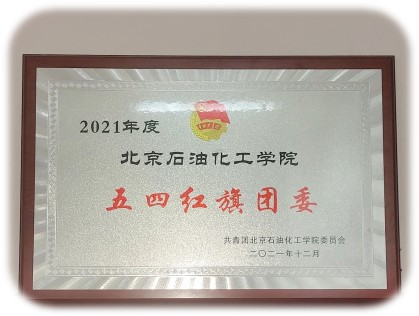 2021年度
北京石油化工学院
五四红旗团委
共青团北京石油化工学院委员会
二〇二一年十二月